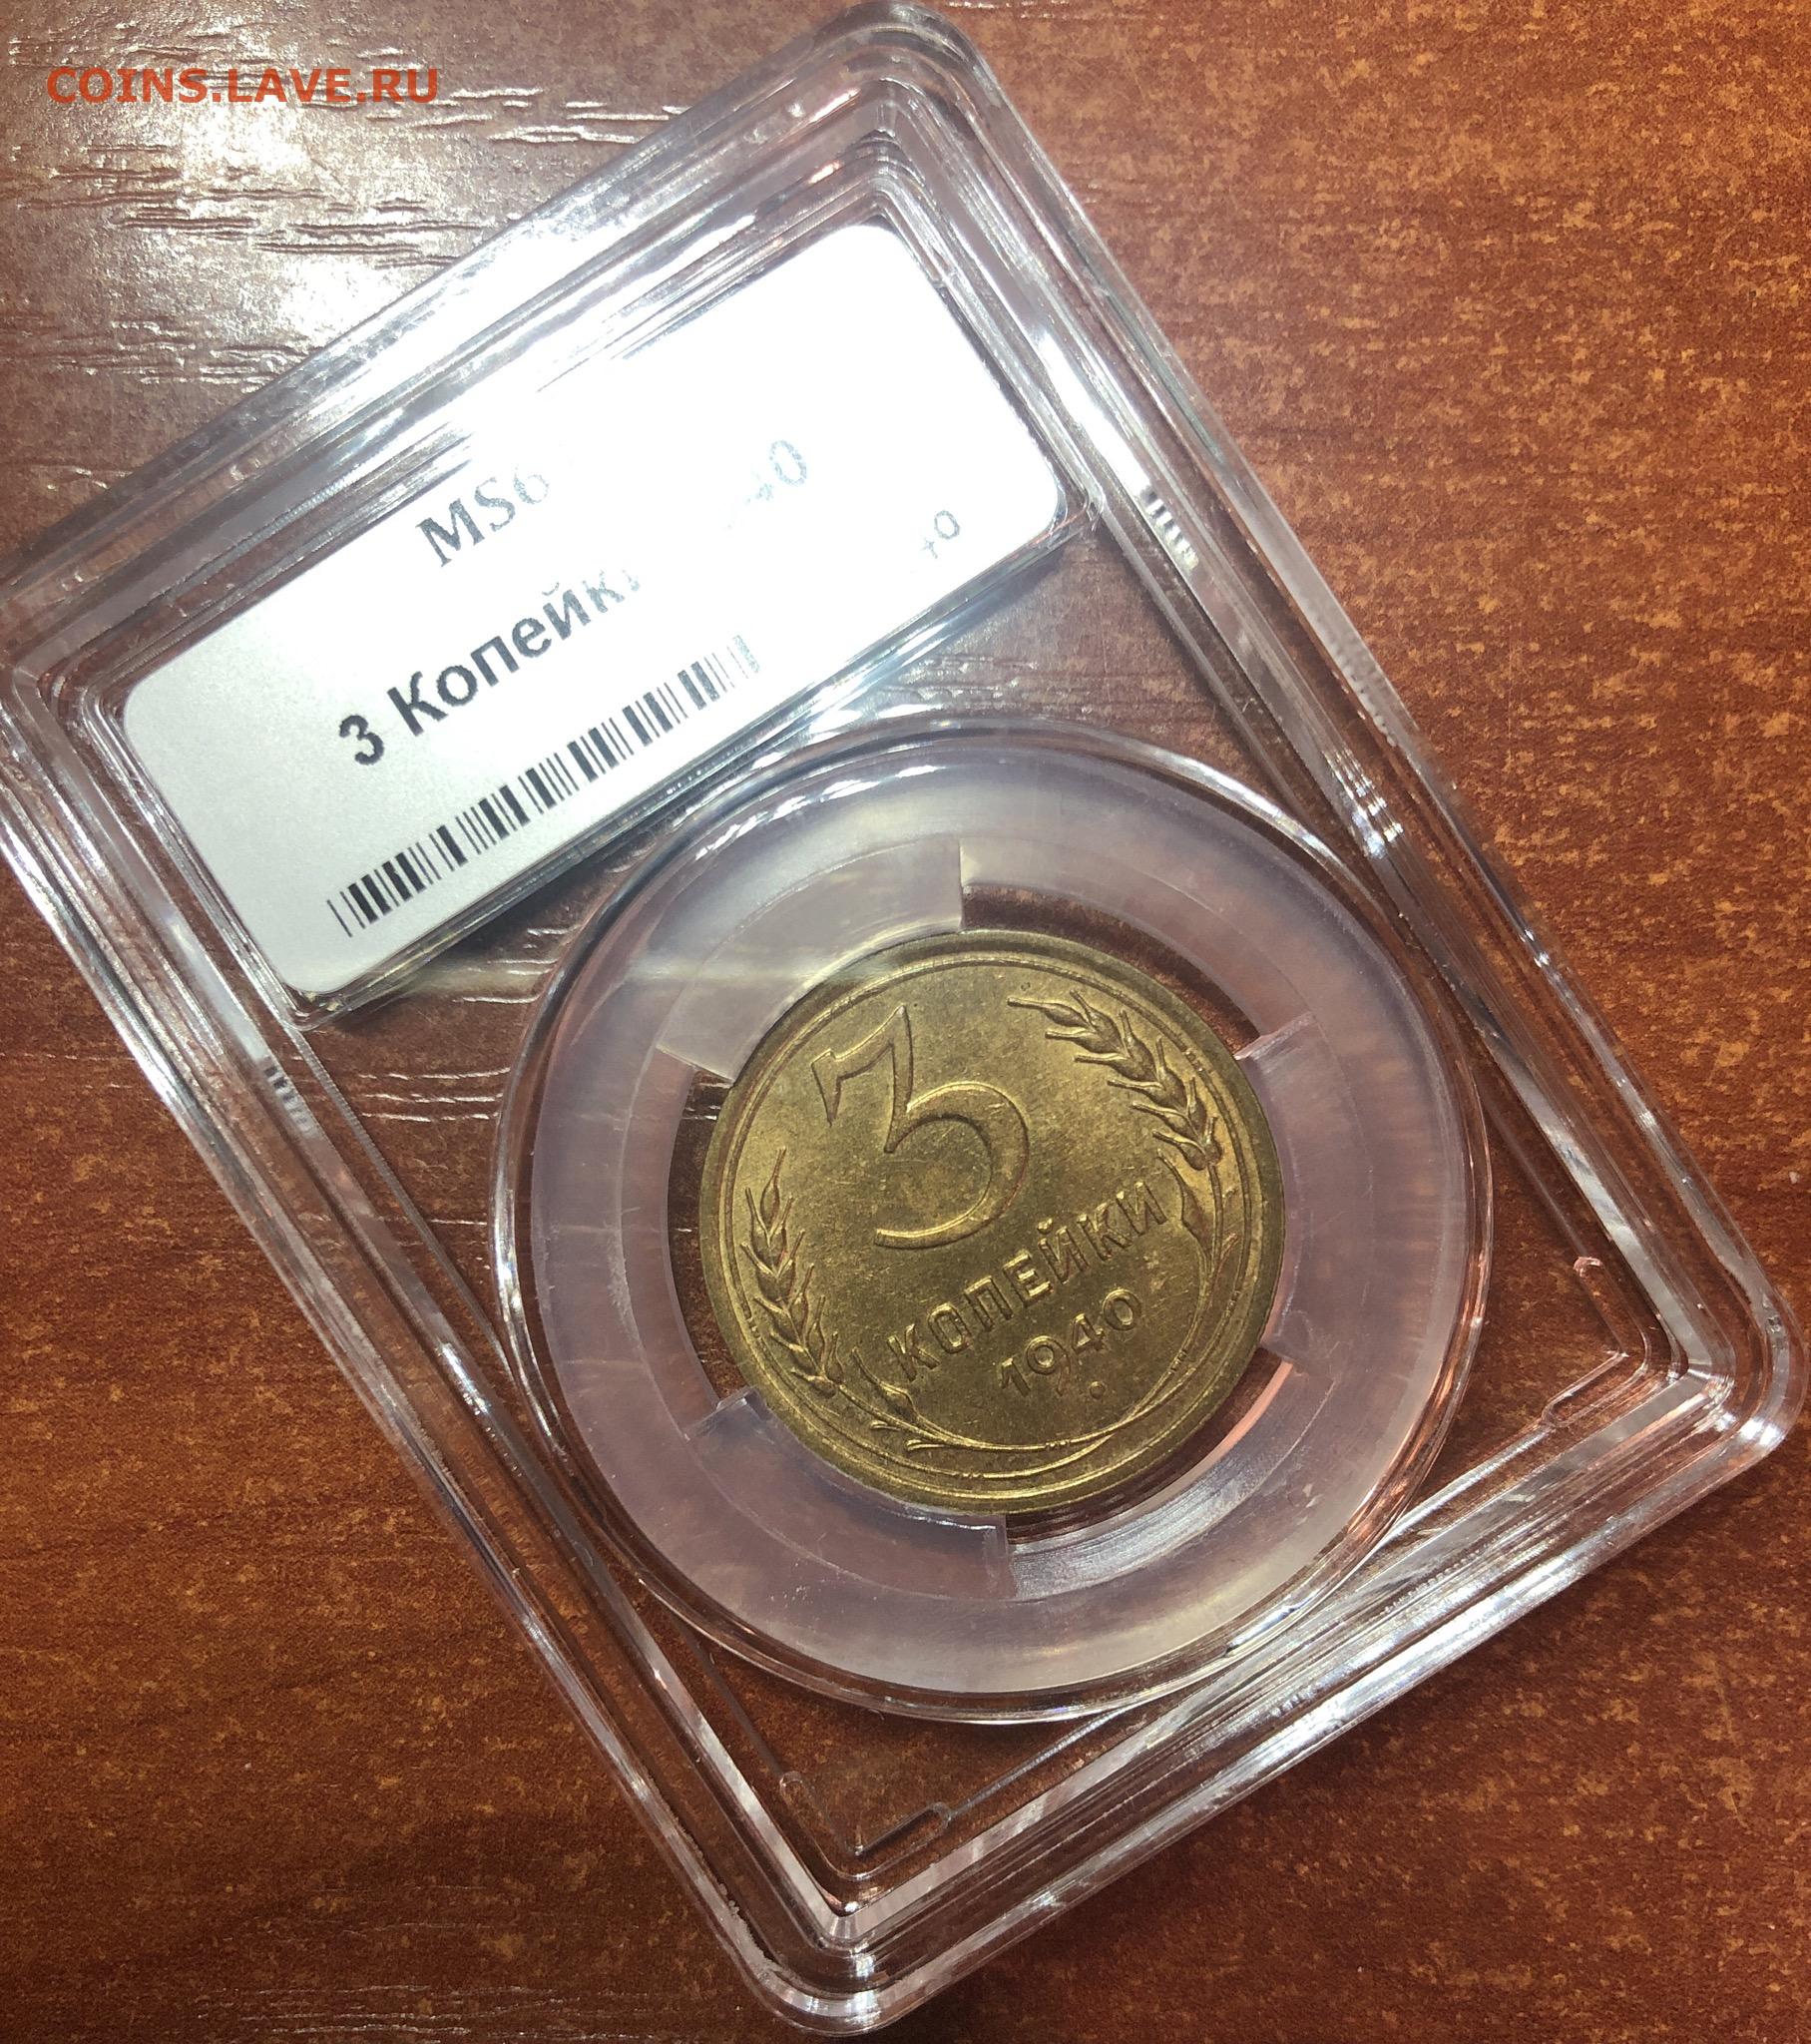 COINS.LAVE.RU
MS6
3 Копейки
3
КОПЕЙКИ
1940